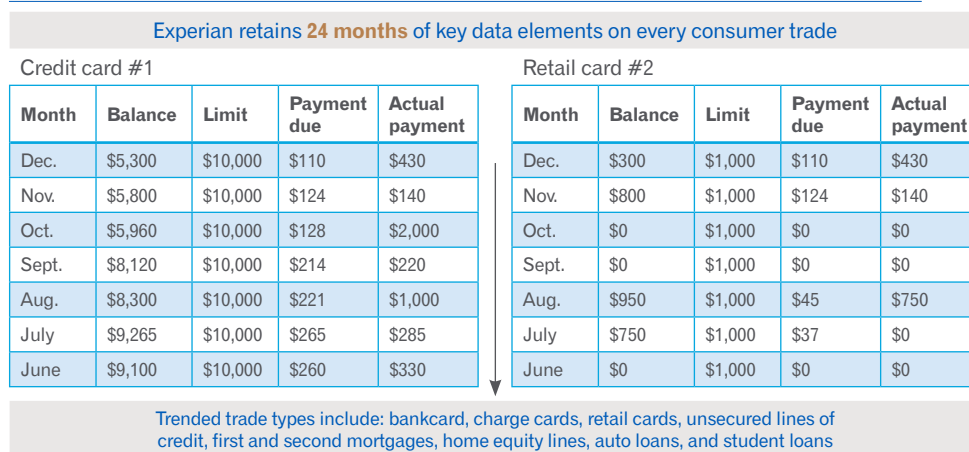 Experian retains 24 months of key data elements on every consumer trade
Credit card #1
Month Balance Limit Payment due Actual payment
Dec. $5,300 $10,000 $110 $430
Nov. $5,800 $10,000 $124 $140
Oct. $5,960 $10,000 $128 $2,000
Sept. $8,120 $10,000 $214 $220
Aug. $8,300 $10,000 $221 $1,000
July $9,265 $10,000 $265 $285
June $9,100 $10,000 $260 $330
Retail card #2
Month Balance Limit Payment due Actual payment
Dec. $300 $1,000 $110 $430
Nov. $800 $1,000 $124 $140
Oct. $0 $1,000 $0 $0
Sept. $0 $1,000 $0 $0
Aug. $950 $1,000 $45 $750
July $750 $1,000 $37 $0
June $0 $1,000 $0 $0
Trended trade types include: bankcard, charge cards, retail cards, unsecured lines of
credit, first and second mortgages, home equity lines, auto loans, and student loans